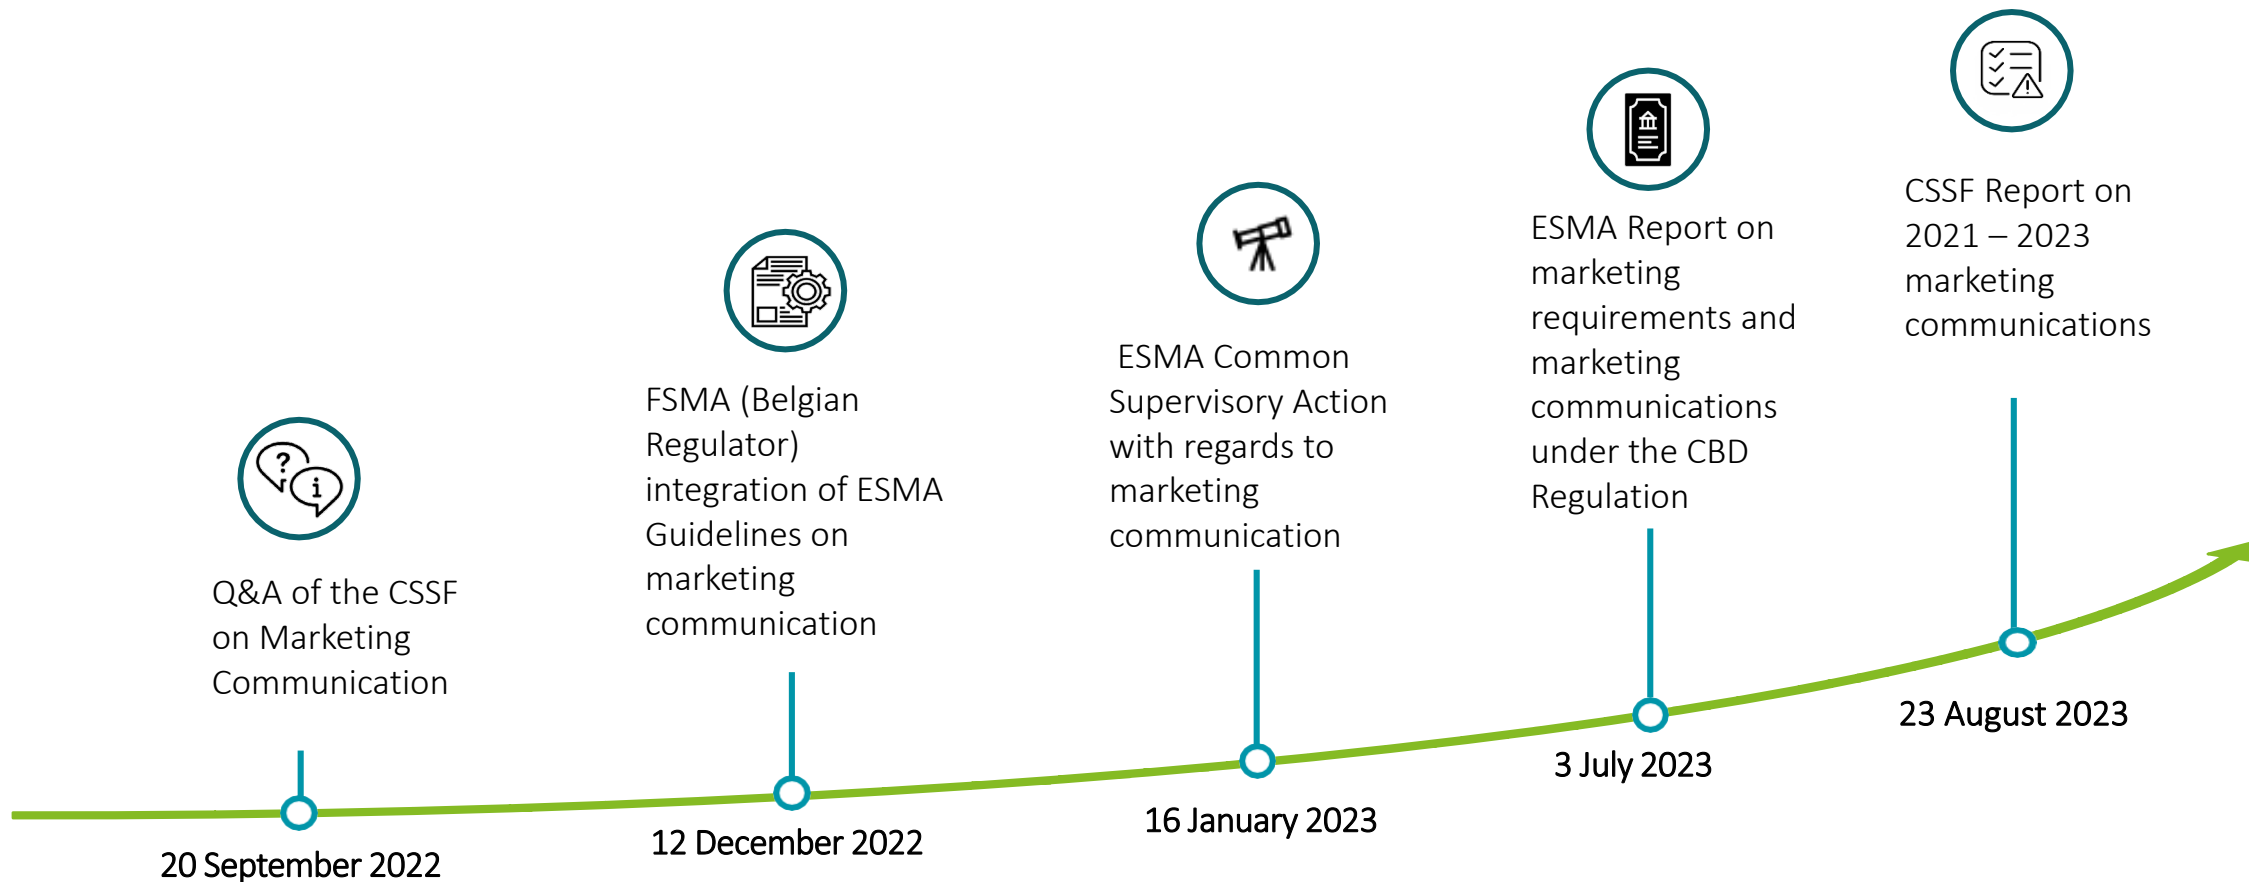 Q&A of the CSSF
on Marketing
Communication
20 September 2022
FSMA (Belgian
Regulator)
integration of ESMA
Guidelines on
marketing
communication
12 December 2022
ESMA Common
Supervisory Action
with regards to
marketing
communication
16 January 2023
ESMA Report on
marketing
requirements and
marketing
communications
under the CBD
Regulation
3 July 2023
CSSF Report on
2021 – 2023
marketing
communications
23 August 2023